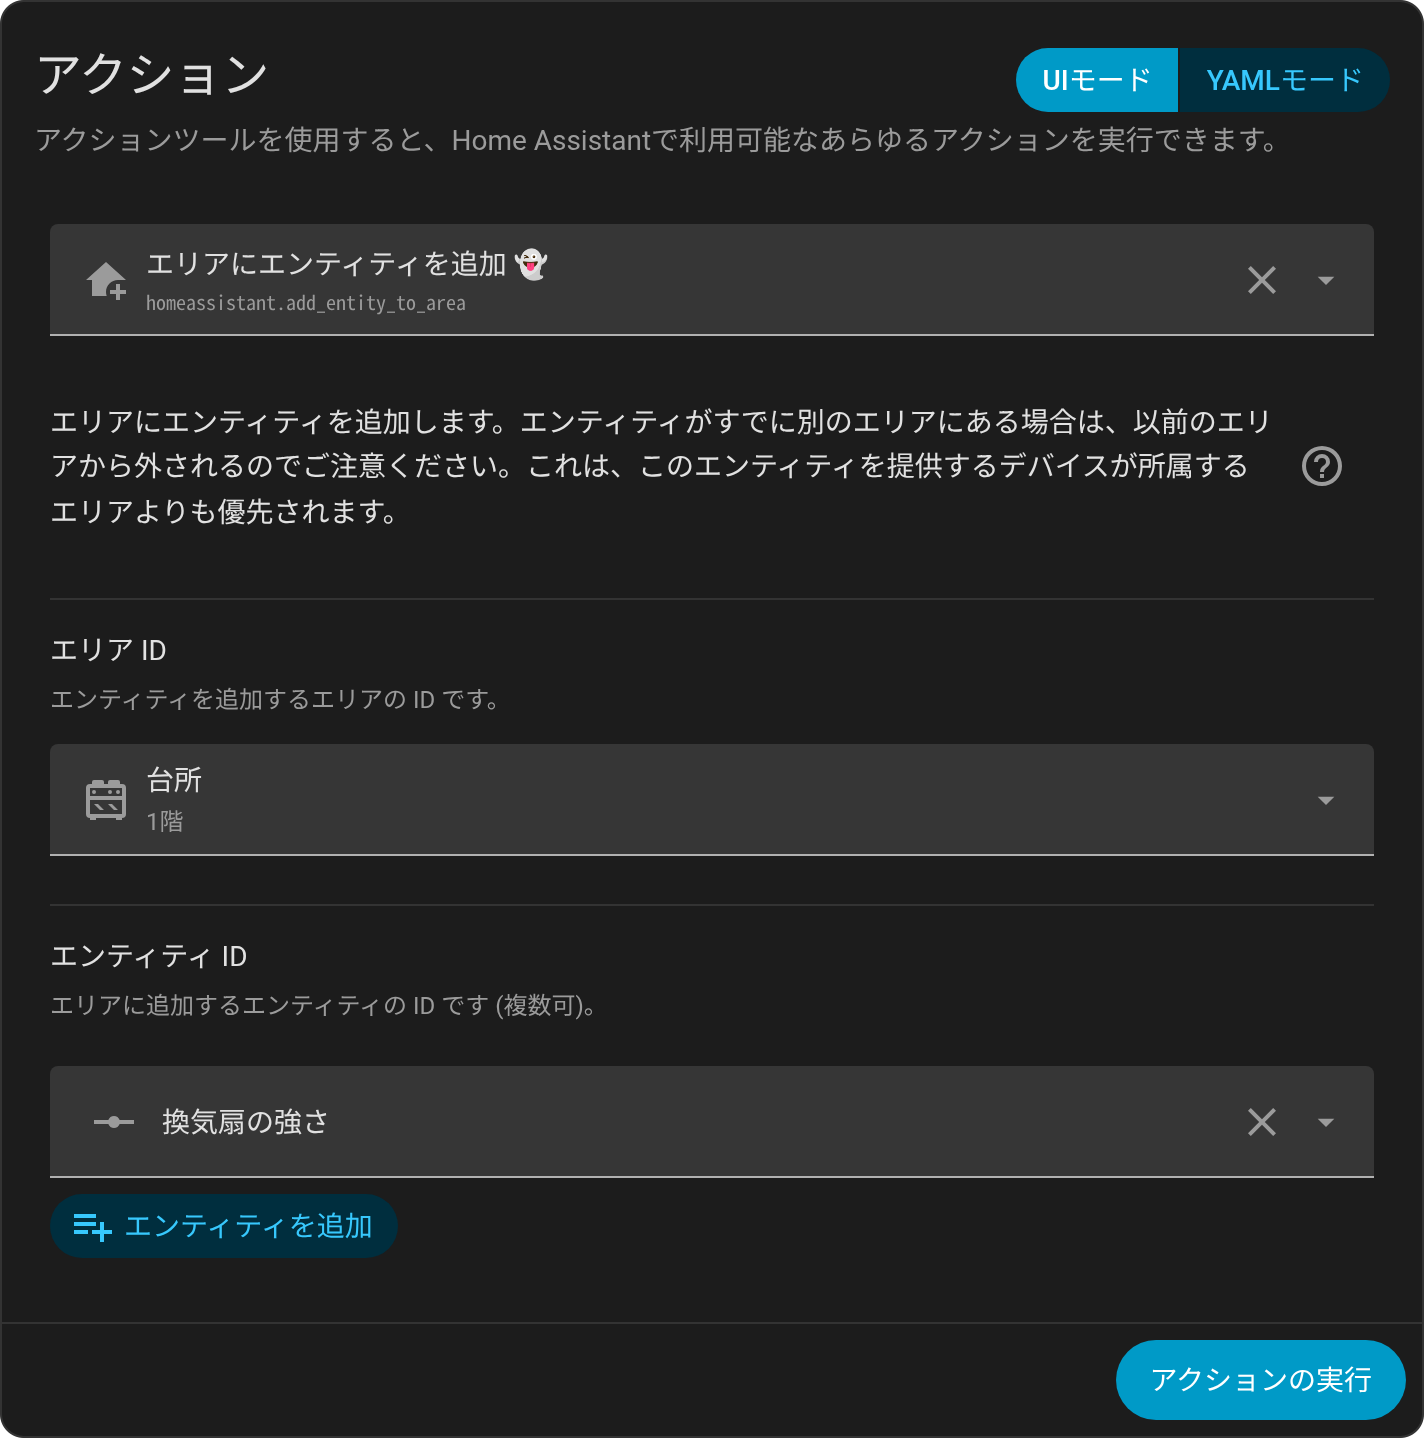 アクション
UIモード
YAMLモード
アクションツールを使用すると、Home Assistantで利用可能なあらゆるアクションを実行できます。
エリアにエンティティを追加 👻
homeassistant.add_entity_to_area
エリアにエンティティを追加します。エンティティがすでに別のエリアにある場合は、以前のエリ
アから外されるのでご注意ください。これは、このエンティティを提供するデバイスが所属する
エリアよりも優先されます。
エリア ID
エンティティを追加するエリアの ID です。
台所
1階
エンティティ ID
エリアに追加するエンティティの ID です (複数可)。
換気扇の強さ
エンティティを追加
アクションの実行